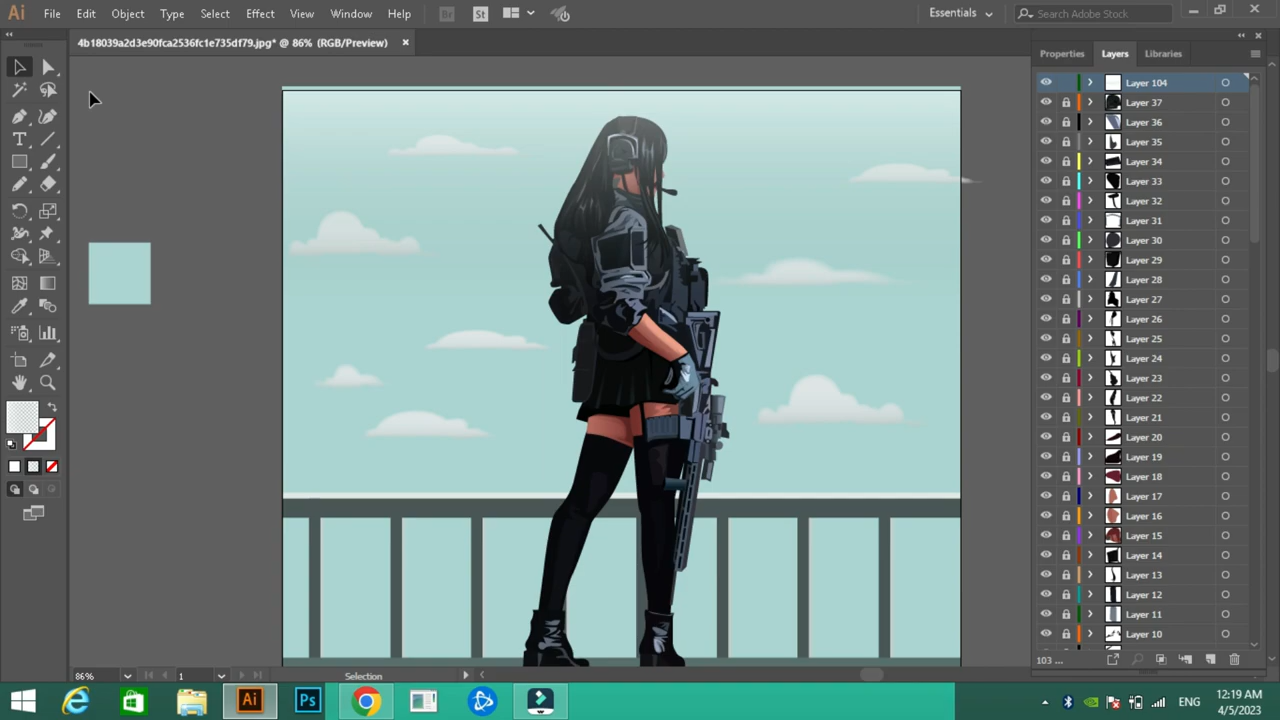 Ai File Edit Object Type Select Effect View Window Help Br St Essentials Search Adobe Stock
4b18039a2d3e90fca2536fc1e735df79.jpg* @ 86% (RGB/Preview)
Properties Layers Libraries
Layer 104
Layer 37
Layer 36
Layer 35
Layer 34
Layer 33
Layer 32
Layer 31
Layer 30
Layer 29
Layer 28
Layer 27
Layer 26
Layer 25
Layer 24
Layer 23
Layer 22
Layer 21
Layer 20
Layer 19
Layer 18
Layer 17
Layer 16
Layer 15
Layer 14
Layer 13
Layer 12
Layer 11
Layer 10
103 ...
86% 1 Selection
Ai Ps ENG
12:19 AM
4/5/2023